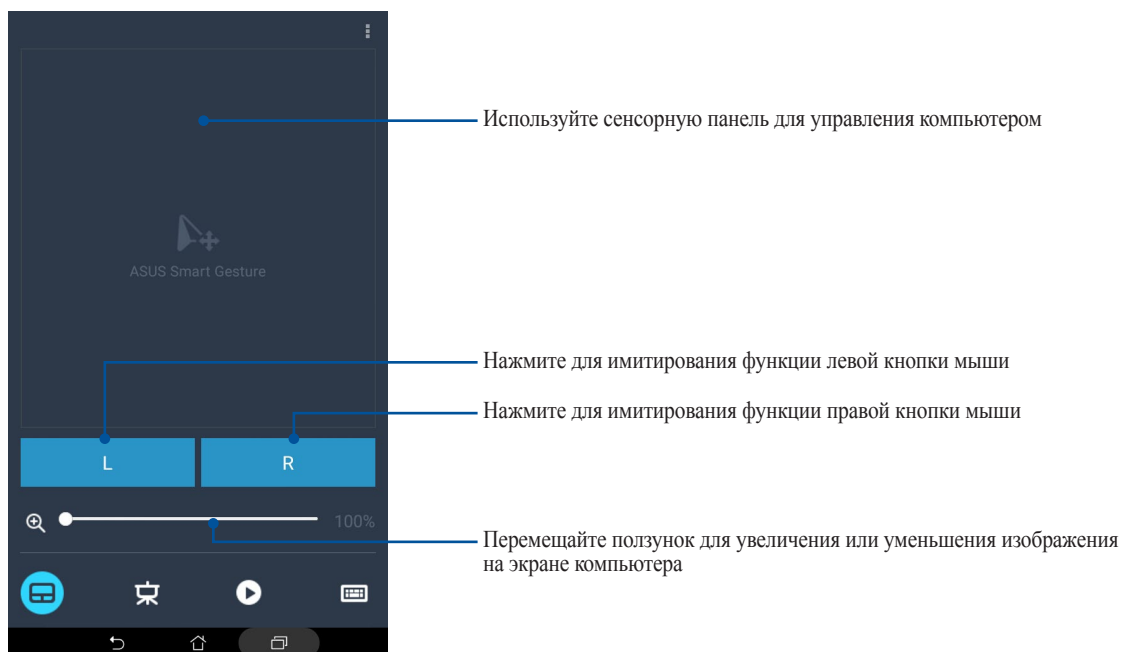 Используйте сенсорную панель для управления компьютером
ASUS Smart Gesture
Нажмите для имитирования функции левой кнопки мыши
Нажмите для имитирования функции правой кнопки мыши
L
R
100%
Перемещайте ползунок для увеличения или уменьшения изображения
на экране компьютера